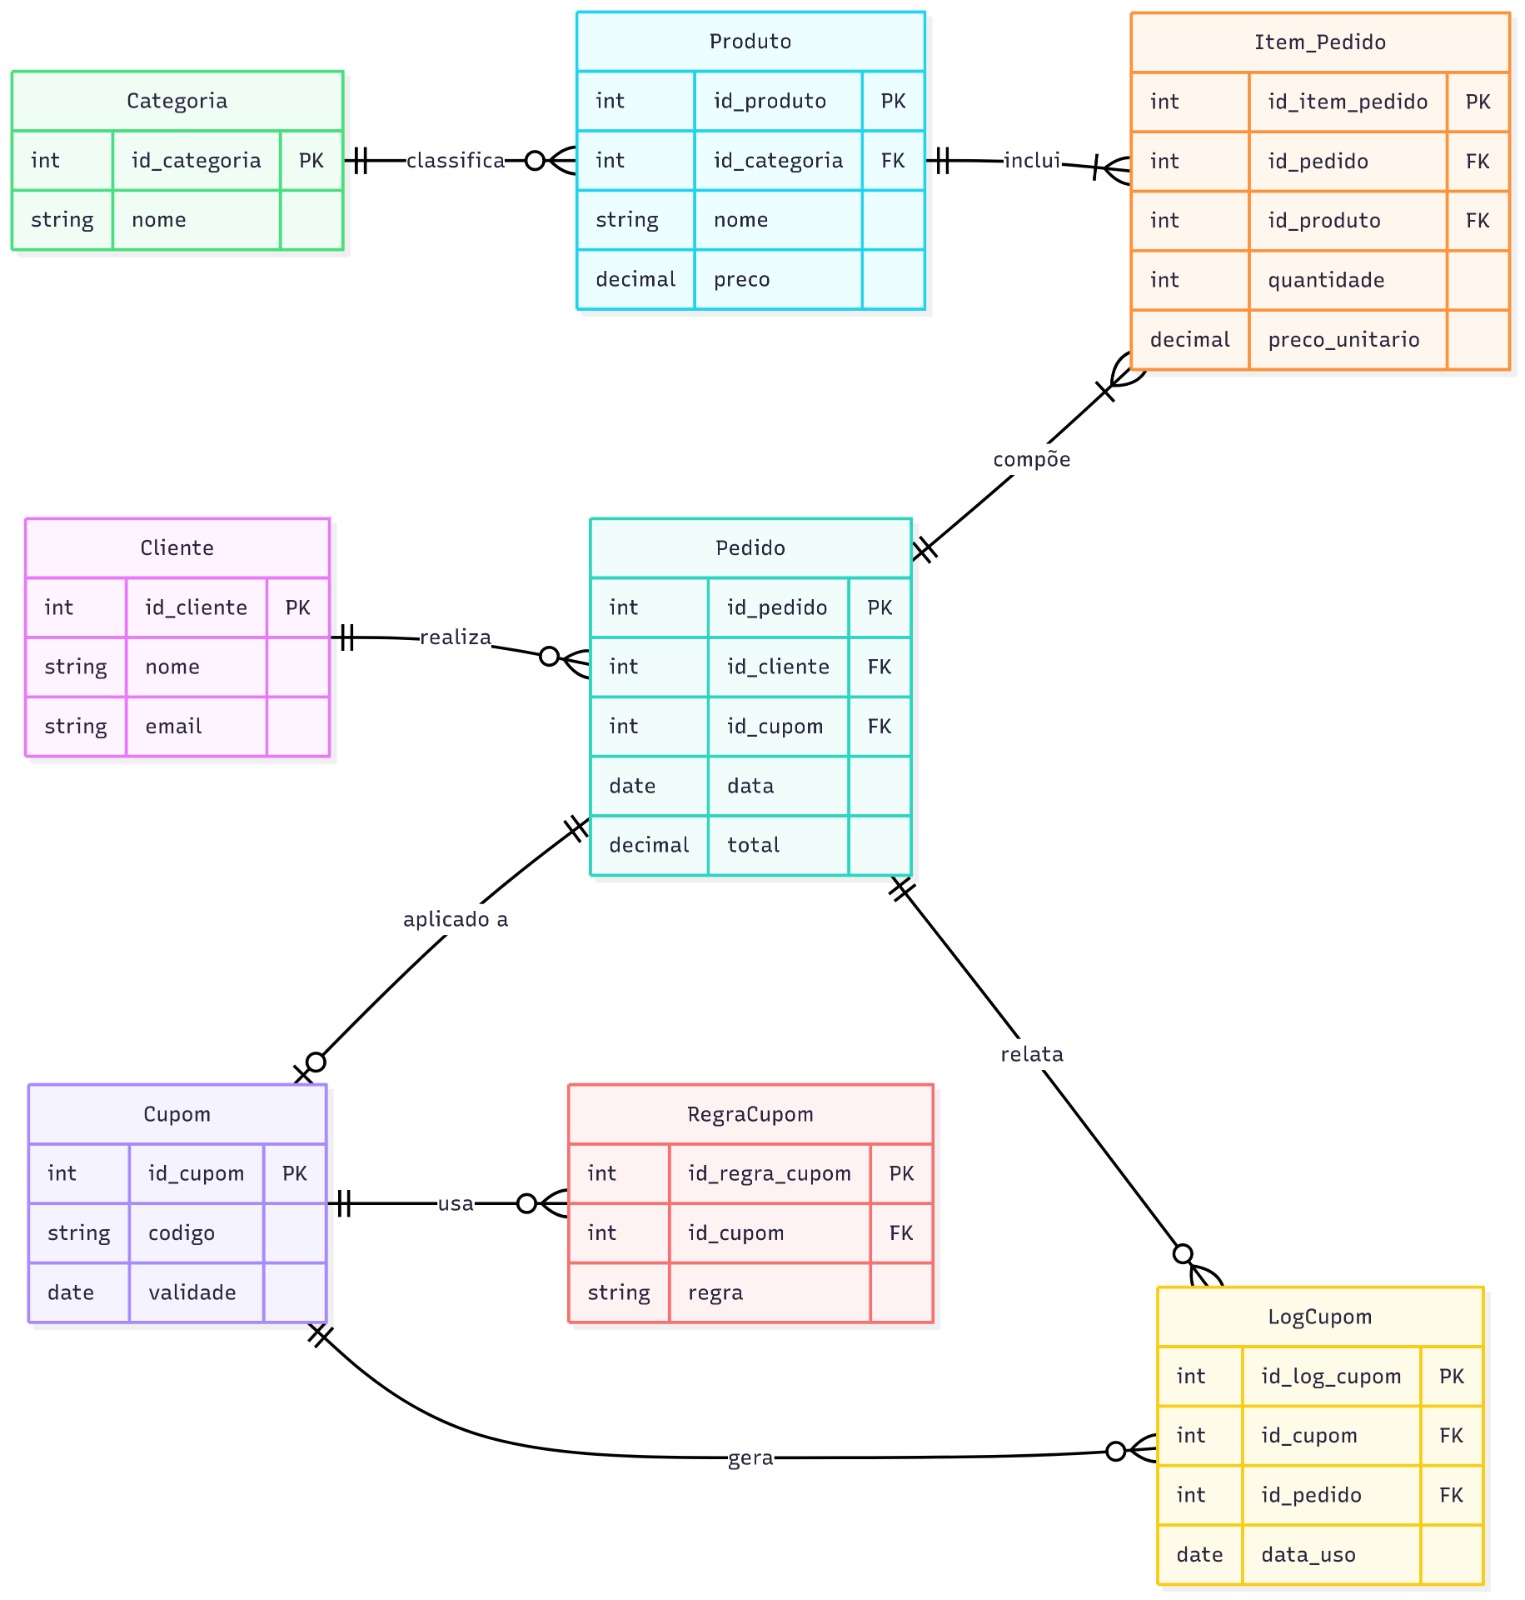 Categoria
int id_categoria PK
string nome
classifica
Produto
int id_produto PK
int id_categoria FK
string nome
decimal preco
inclui
Item_Pedido
int id_item_pedido PK
int id_pedido FK
int id_produto FK
int quantidade
decimal preco_unitario
compõe
Cliente
int id_cliente PK
string nome
string email
realiza
Pedido
int id_pedido PK
int id_cliente FK
int id_cupom FK
date data
decimal total
aplicado a
relata
Cupom
int id_cupom PK
string codigo
date validade
usa
RegraCupom
int id_regra_cupom PK
int id_cupom FK
string regra
gera
LogCupom
int id_log_cupom PK
int id_cupom FK
int id_pedido FK
date data_uso